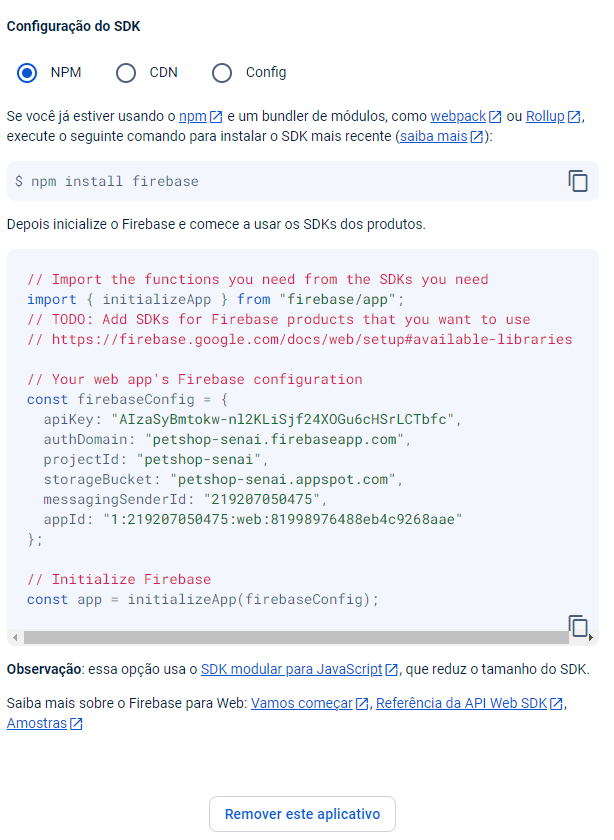 Configuração do SDK
NPM CDN Config
Se você já estiver usando o npm e um bundler de módulos, como webpack ou Rollup,
execute o seguinte comando para instalar o SDK mais recente (saiba mais):
$ npm install firebase
Depois inicialize o Firebase e comece a usar os SDKs dos produtos.
// Import the functions you need from the SDKs you need
import { initializeApp } from "firebase/app";
// TODO: Add SDKs for Firebase products that you want to use
// https://firebase.google.com/docs/web/setup#available-libraries
// Your web app's Firebase configuration
const firebaseConfig = {
apiKey: "AIzaSyBmtokw-nl2KLiSjf24XOGu6cHSrLCTbfc",
authDomain: "petshop-senai.firebaseapp.com",
projectId: "petshop-senai",
storageBucket: "petshop-senai.appspot.com",
messagingSenderId: "219207050475",
appId: "1:219207050475:web:81998976488eb4c9268aae"
};
// Initialize Firebase
const app = initializeApp(firebaseConfig);
Observação: essa opção usa o SDK modular para JavaScript, que reduz o tamanho do SDK.
Saiba mais sobre o Firebase para Web: Vamos começar, Referência da API Web SDK,
Amostras
Remover este aplicativo